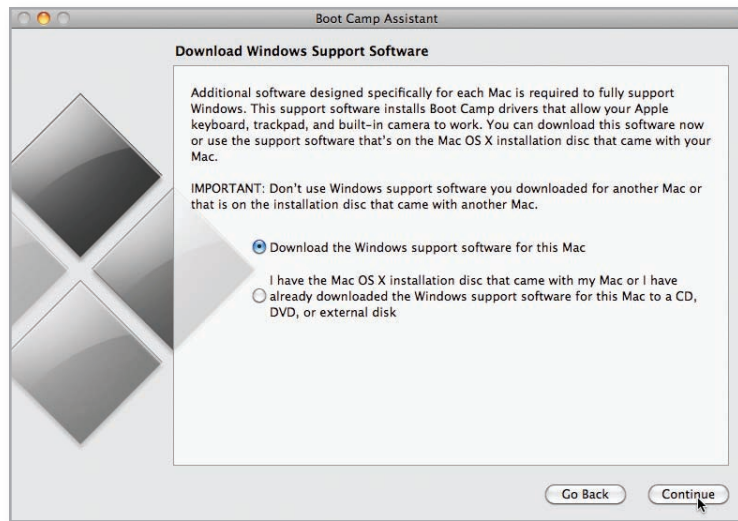 Boot Camp Assistant
Download Windows Support Software
Additional software designed specifically for each Mac is required to fully support
Windows. This support software installs Boot Camp drivers that allow your Apple
keyboard, trackpad, and built-in camera to work. You can download this software now
or use the support software that's on the Mac OS X installation disc that came with your
Mac.
IMPORTANT: Don't use Windows support software you downloaded for another Mac or
that is on the installation disc that came with another Mac.
Download the Windows support software for this Mac
I have the Mac OS X installation disc that came with my Mac or I have
already downloaded the Windows support software for this Mac to a CD,
DVD, or external disk
Go Back
Continue